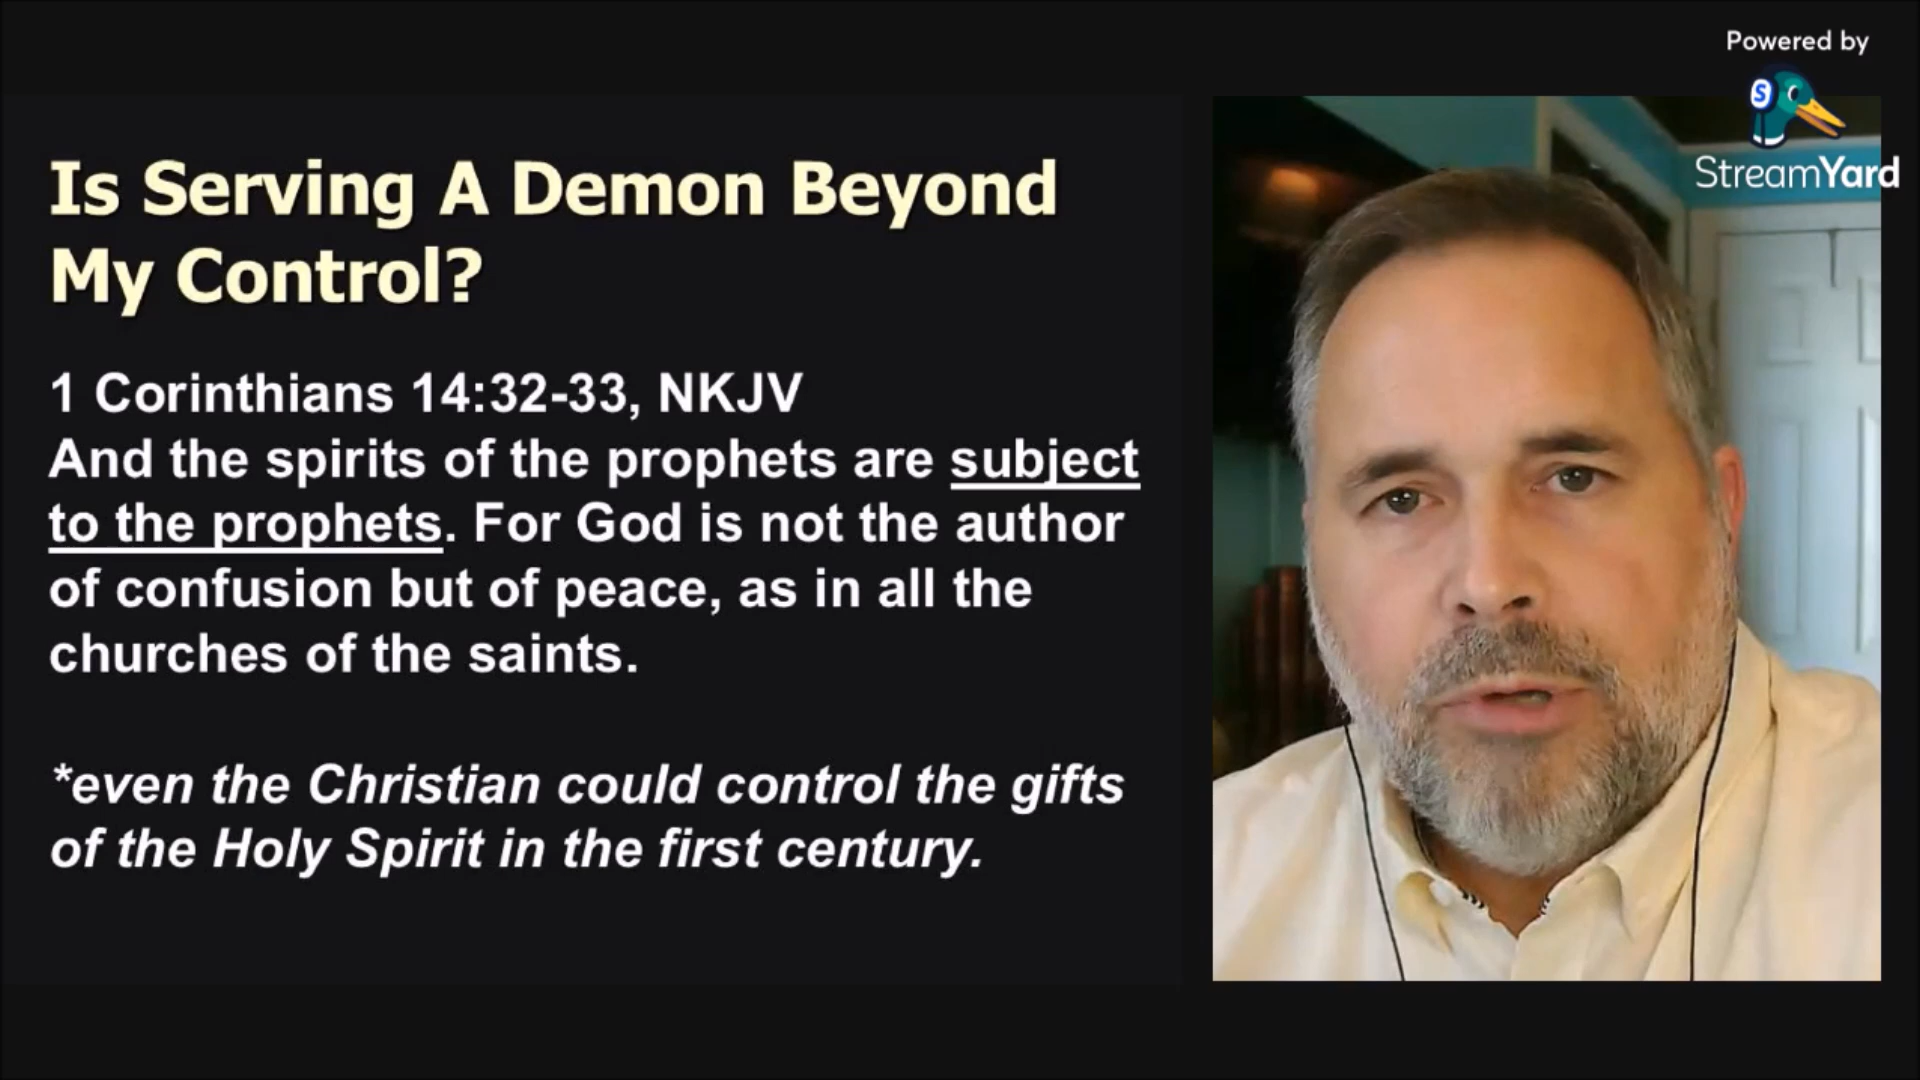 Powered by
StreamYard
Is Serving A Demon Beyond
My Control?
1 Corinthians 14:32-33, NKJV
And the spirits of the prophets are subject
to the prophets. For God is not the author
of confusion but of peace, as in all the
churches of the saints.
*even the Christian could control the gifts
of the Holy Spirit in the first century.